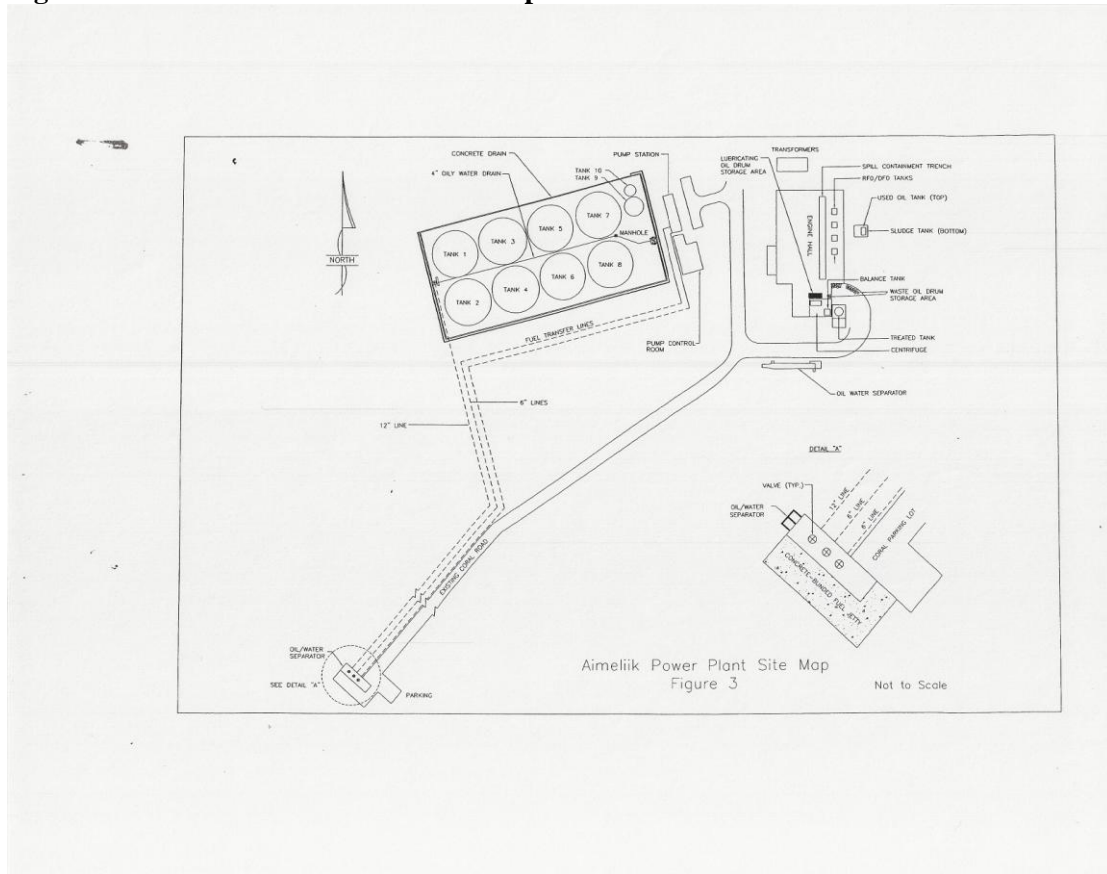 CONCRETE DRAIN
4" OILY WATER DRAIN
PUMP STATION
TANK 10
TANK 9
LUBRICATING
OIL DRUM
STORAGE AREA
TRANSFORMERS
SPILL CONTAINMENT TRENCH
RFO/DFO TANKS
USED OIL TANK (TOP)
SLUDGE TANK (BOTTOM)
ENGINE HALL
TANK 1
TANK 3
TANK 5
TANK 7
MANHOLE
TANK 2
TANK 4
TANK 6
TANK 8
NORTH
BALANCE TANK
WASTE OIL DRUM
STORAGE AREA
FUEL TRANSFER LINES
PUMP CONTROL
ROOM
TREATED TANK
CENTRIFUGE
OIL WATER SEPARATOR
6" LINES
12" LINE
EXISTING CORAL ROAD
DETAIL "A"
VALVE (TYP.)
OIL/WATER
SEPARATOR
12" LINE
6" LINE
6" LINE
CORAL PARKING LOT
CONCRETE-BUNDED FUEL JETTY
OIL/WATER
SEPARATOR
SEE DETAIL "A"
PARKING
Aimeliik Power Plant Site Map
Figure 3
Not to Scale